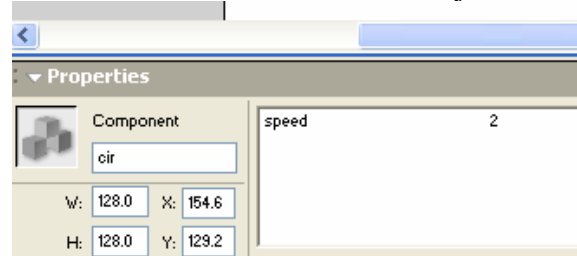 Properties
Component
speed 2
cir
W: 128.0 X: 154.6
H: 128.0 Y: 129.2